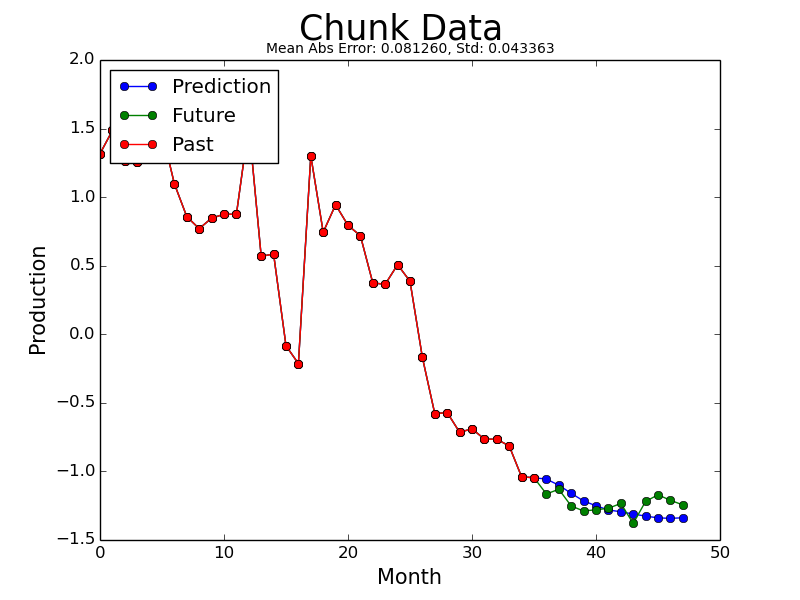 Chunk Data
Mean Abs Error: 0.081260, Std: 0.043363
2.0
Prediction
Future
Past
1.5
1.0
0.5
0.0
−0.5
−1.0
−1.5
Production
0 10 20 30 40 50
Month